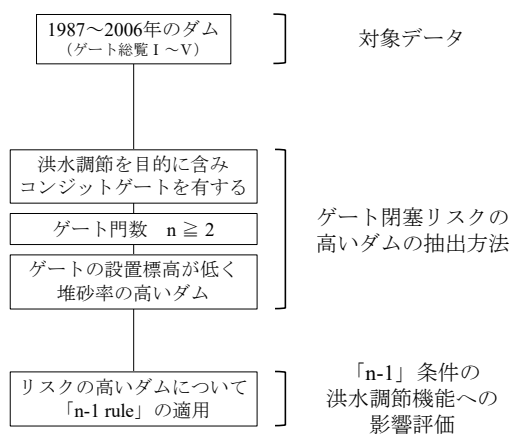 1987～2006年のダム
（ゲート総覧Ⅰ～Ⅴ）
対象データ
洪水調節を目的に含み
コンジットゲートを有する
ゲート門数　n ≧ 2
ゲートの設置標高が低く
堆砂率の高いダム
ゲート閉塞リスクの
高いダムの抽出方法
リスクの高いダムについて
「n-1 rule」の適用
「n-1」条件の
洪水調節機能への
影響評価